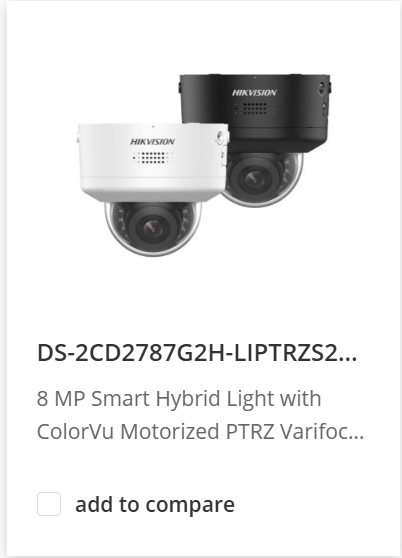 HIKVISION
HIKVISION
DS-2CD2787G2H-LIPTRZS2...
8 MP Smart Hybrid Light with
ColorVu Motorized PTRZ Varifoc...
add to compare